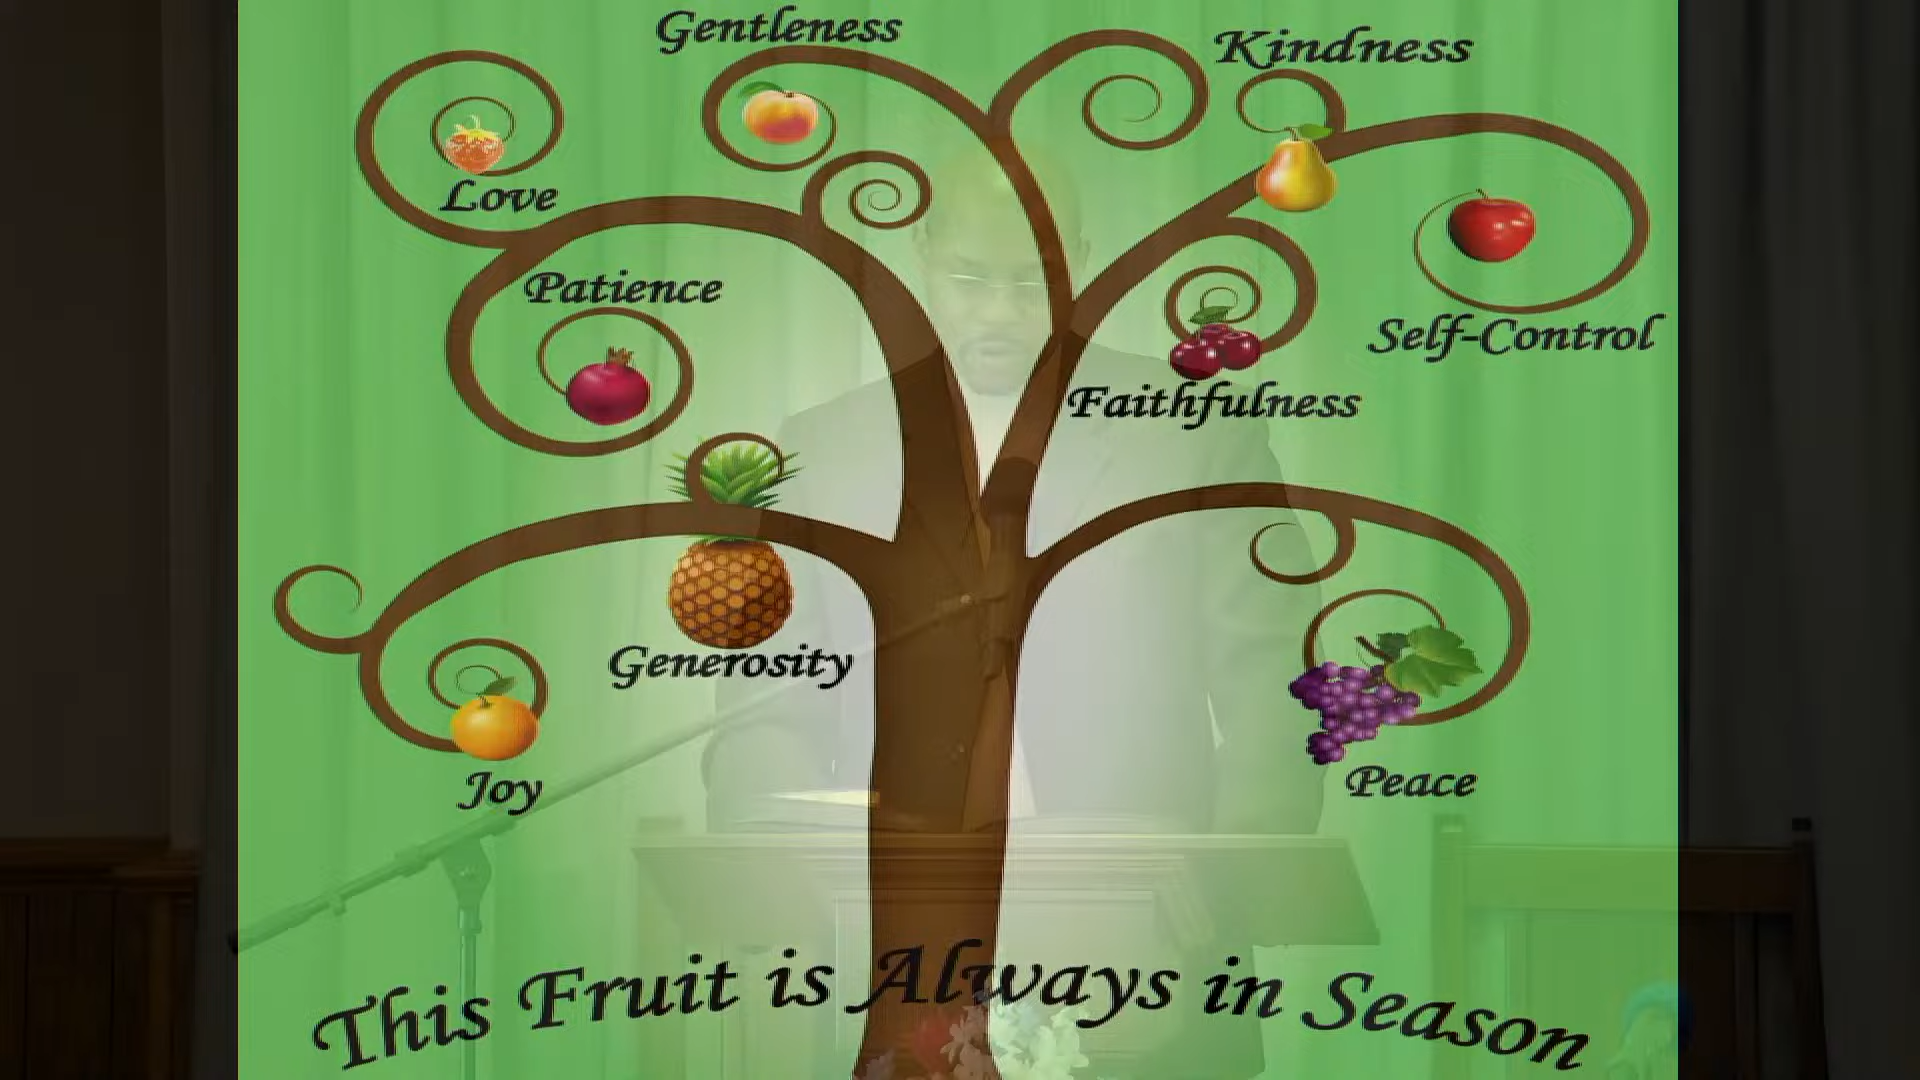 Gentleness
Kindness
Love
Patience
Self-Control
Faithfulness
Generosity
Joy
Peace
This Fruit is Always in Season